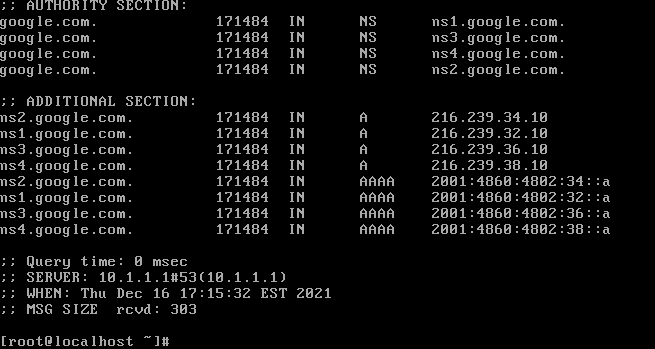 ;; AUTHORITY SECTION:
google.com. 171484 IN NS ns1.google.com.
google.com. 171484 IN NS ns3.google.com.
google.com. 171484 IN NS ns4.google.com.
google.com. 171484 IN NS ns2.google.com.
;; ADDITIONAL SECTION:
ns2.google.com. 171484 IN A 216.239.34.10
ns1.google.com. 171484 IN A 216.239.32.10
ns3.google.com. 171484 IN A 216.239.36.10
ns4.google.com. 171484 IN A 216.239.38.10
ns2.google.com. 171484 IN AAAA 2001:4860:4802:34::a
ns1.google.com. 171484 IN AAAA 2001:4860:4802:32::a
ns3.google.com. 171484 IN AAAA 2001:4860:4802:36::a
ns4.google.com. 171484 IN AAAA 2001:4860:4802:38::a
;; Query time: 0 msec
;; SERVER: 10.1.1.1#53(10.1.1.1)
;; WHEN: Thu Dec 16 17:15:32 EST 2021
;; MSG SIZE rcvd: 303
[root@localhost ~]#